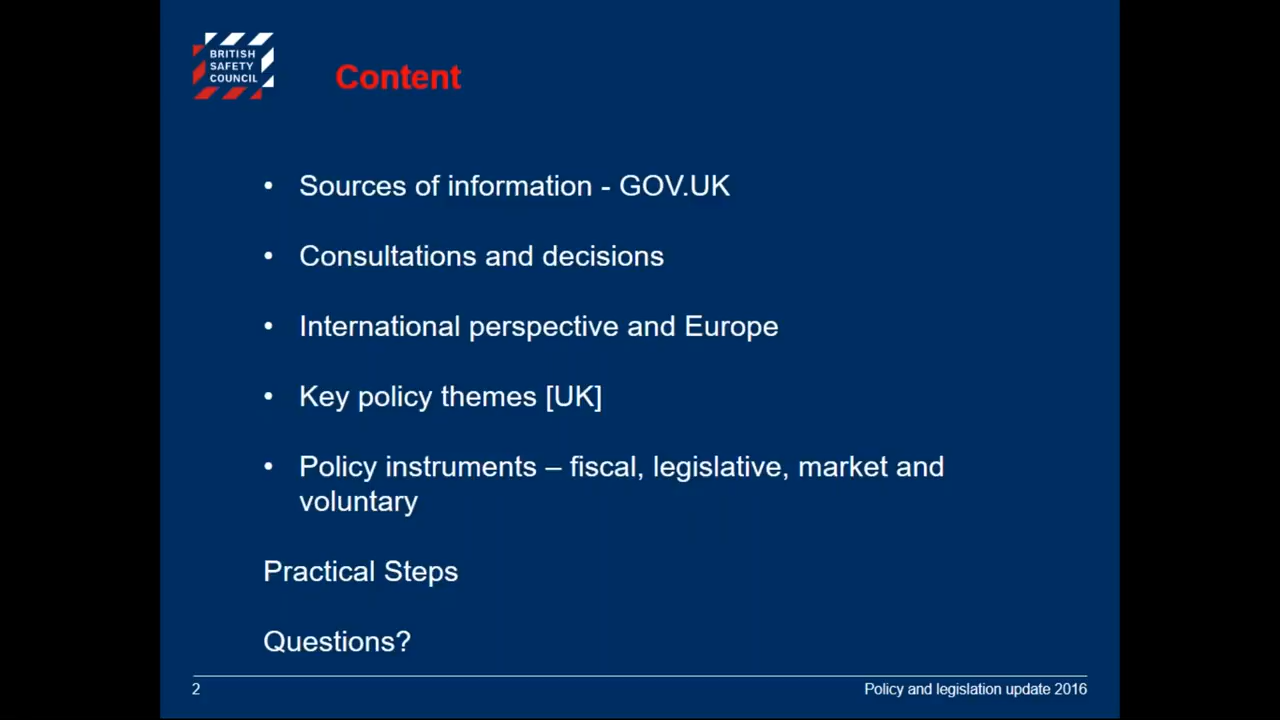 BRITISH
SAFETY
COUNCIL
Content
• Sources of information - GOV.UK
• Consultations and decisions
• International perspective and Europe
• Key policy themes [UK]
• Policy instruments – fiscal, legislative, market and
voluntary
Practical Steps
Questions?
2
Policy and legislation update 2016